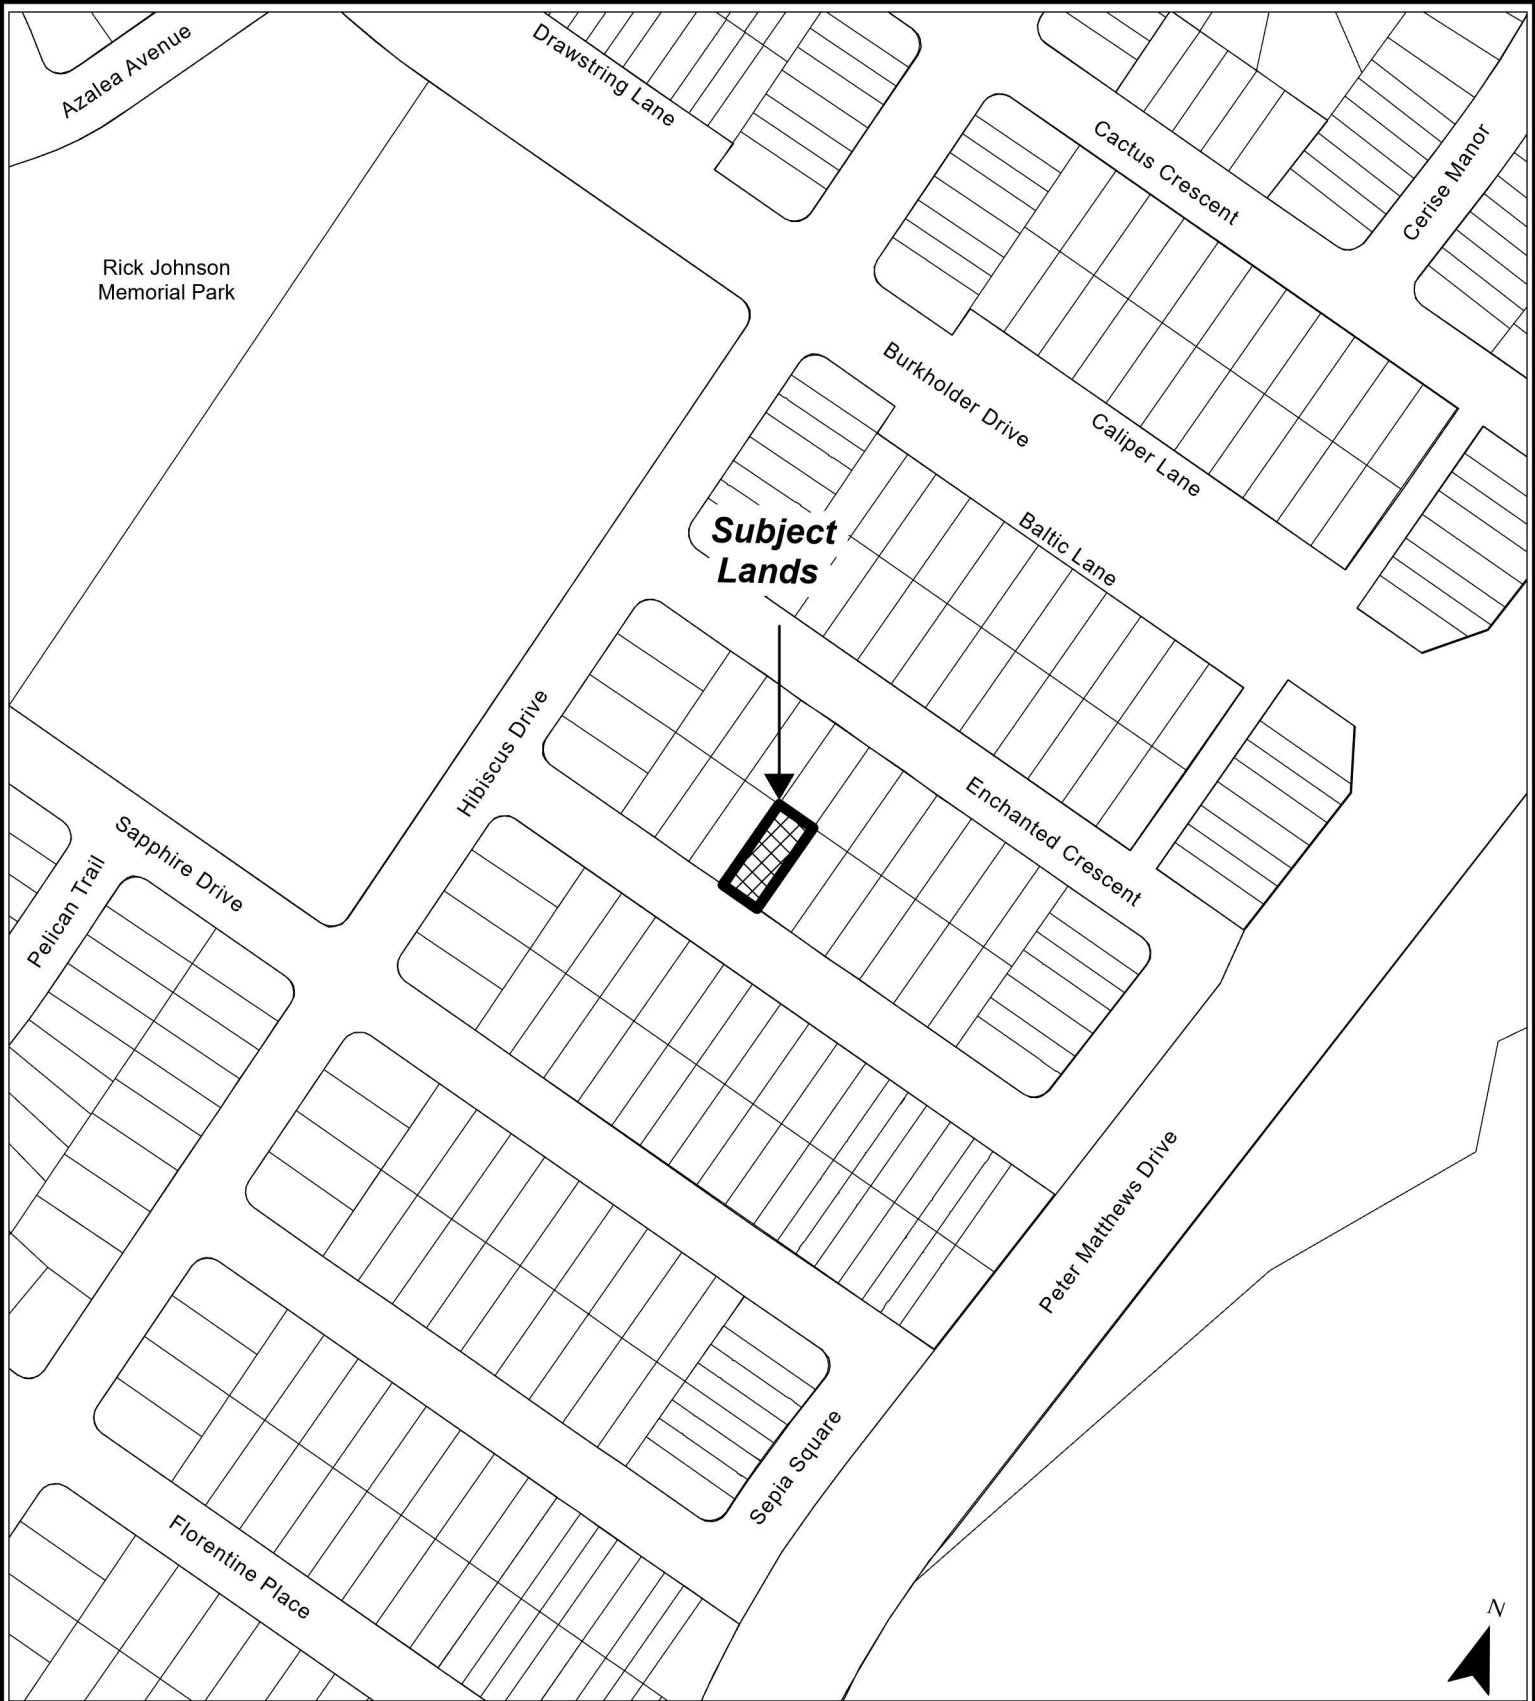 Azalea Avenue
Drawstring Lane
Cactus Crescent
Cerise Manor
Rick Johnson
Memorial Park
Burkholder Drive
Caliper Lane
Baltic Lane
Subject
Lands
Hibiscus Drive
Enchanted Crescent
Sapphire Drive
Pelican Trail
Peter Matthews Drive
Sepia Square
Florentine Place
N